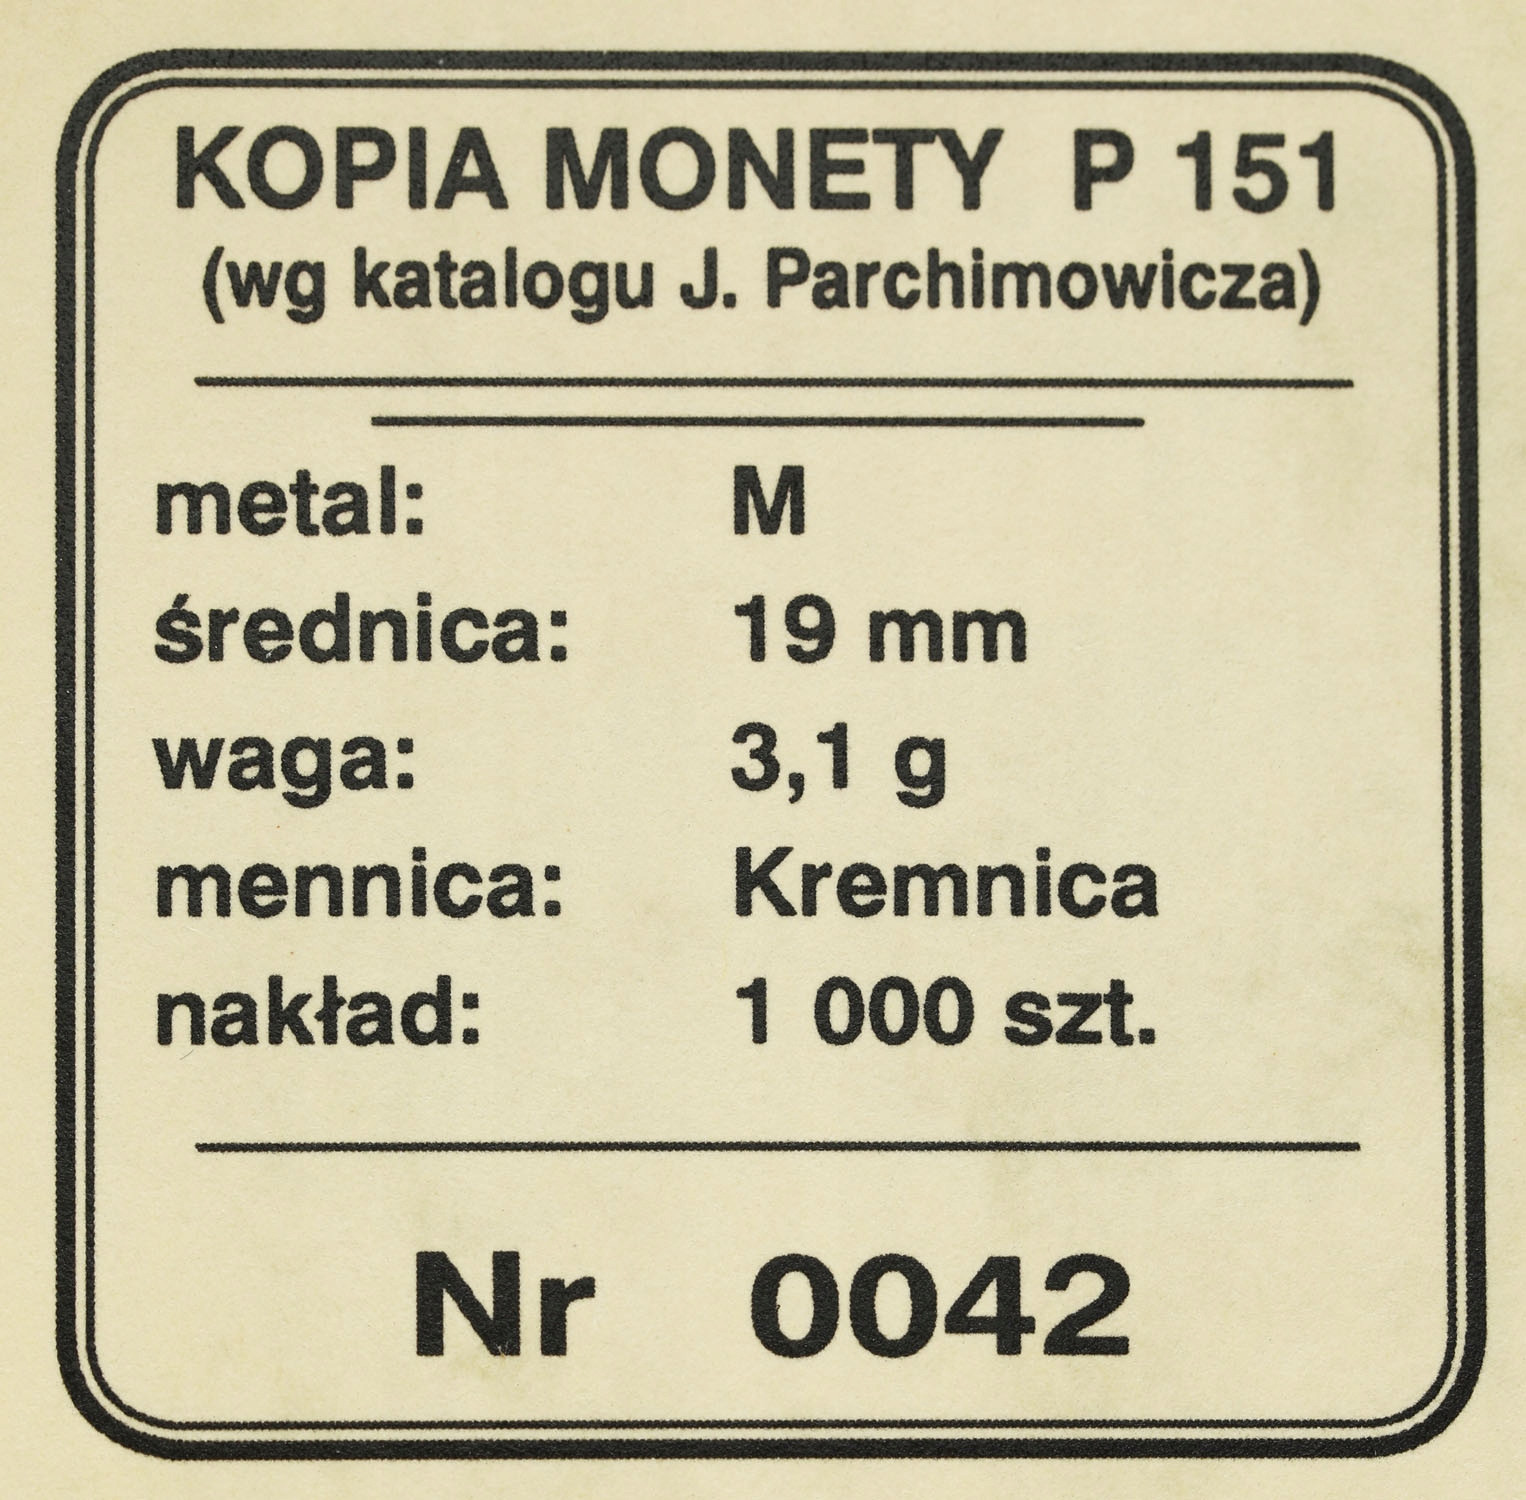 KOPIA MONETY P 151
(wg katalogu J. Parchimowicza)
metal: M
średnica: 19 mm
waga: 3,1 g
mennica: Kremnica
nakład: 1 000 szt.
Nr 0042